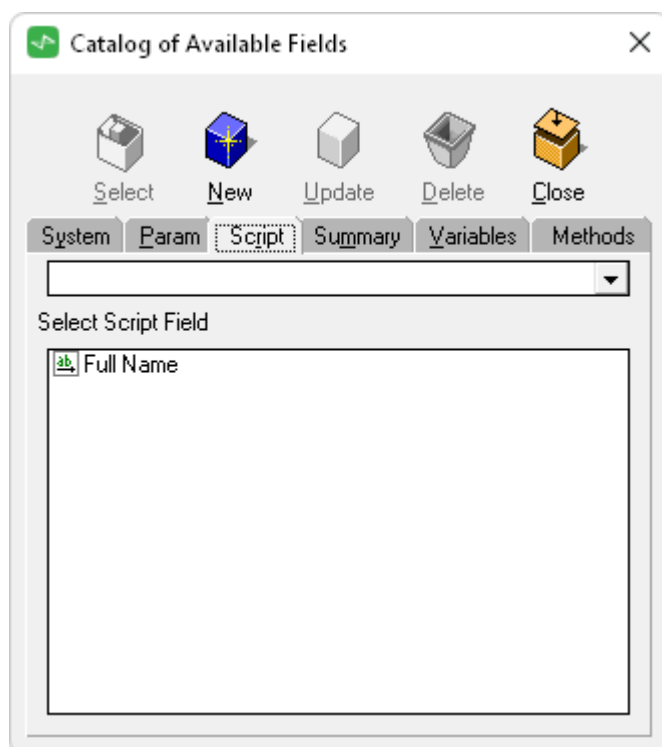 Catalog of Available Fields
Select New Update Delete Close
System Param Script Summary Variables Methods
Select Script Field
ab Full Name